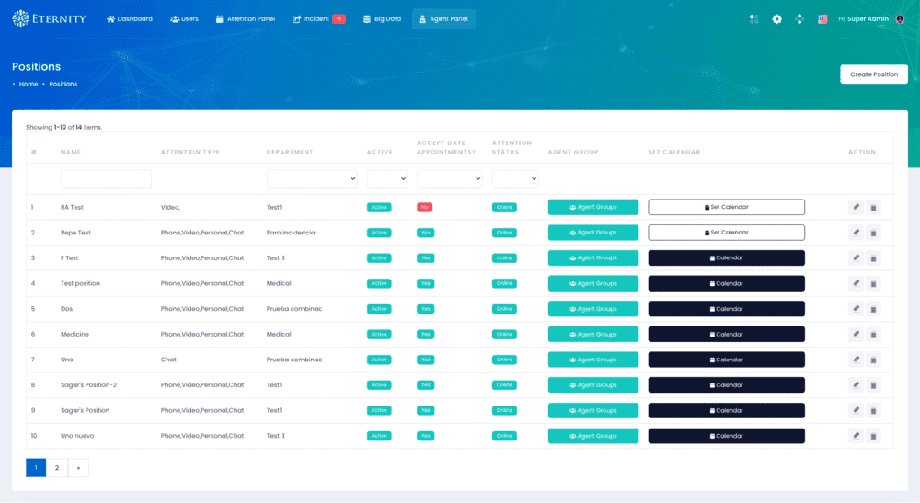 ETERNITY Dashboard Users Attention Panel Incident Big Data Agent Panel Hi Super Admin
Positions
• Home • Positions
Create Position
Showing 1-10 of 14 items.
# NAME ATTENTION TYPE DEPARTMENT ACTIVE ACCEPT DATE APPOINTMENTS? ATTENTION STATUS AGENT GROUP SET CALENDAR ACTION
1 Video, Test1 Active No Online Agent Groups Set Calendar
2 Pepe Test Phone,Video,Personal,Chat Para incidencia Active Yes Online Agent Groups Set Calendar
3 Phone,Video,Personal,Chat Test 3 Active Yes Online Agent Groups Calendar
4 Test position Phone,Video,Personal,Chat Medical Active Yes Online Agent Groups Calendar
5 Dos Phone,Video,Personal,Chat Prueba combinac Active Yes Online Agent Groups Calendar
6 Medicine Phone,Video,Personal,Chat Medical Active Yes Online Agent Groups Calendar
7 Uno Chat Prueba combinac Active Yes Online Agent Groups Calendar
8 Sager's Position-2 Phone,Video,Personal,Chat Test1 Active Yes Online Agent Groups Calendar
9 Sager's Position Phone,Video,Personal,Chat Test1 Active Yes Online Agent Groups Calendar
10 Uno nuevo Phone,Video,Personal,Chat Test 3 Active Yes Online Agent Groups Calendar
1 2 »